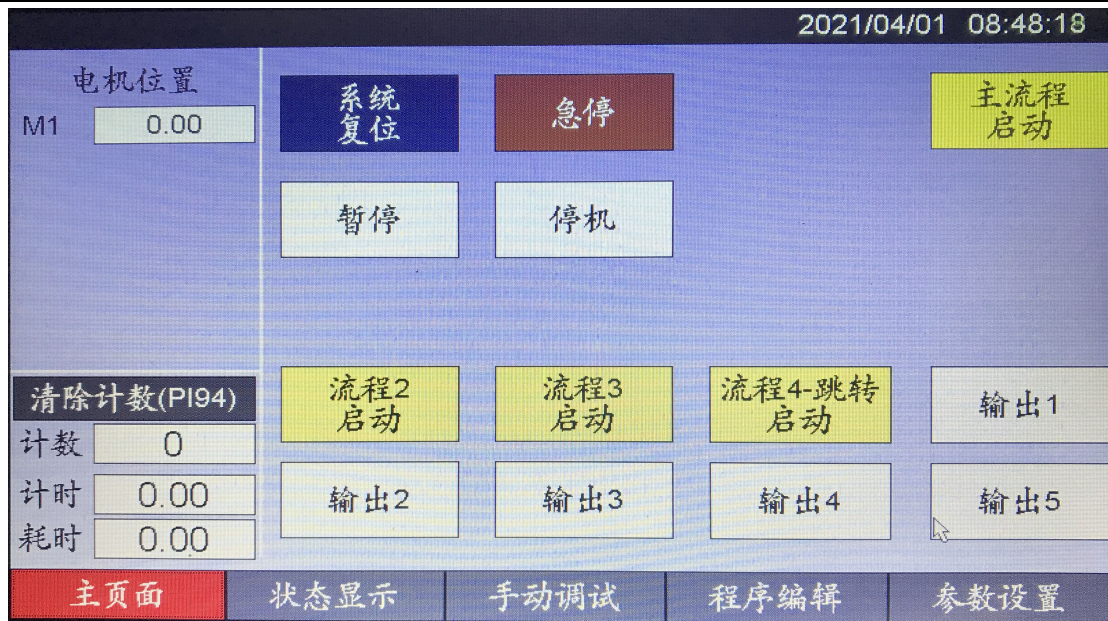 2021/04/01 08:48:18
电机位置
M1 0.00
系统
复位
急停
主流程
启动
暂停
停机
清除计数(PI94)
计数 0
计时 0.00
耗时 0.00
流程2
启动
流程3
启动
流程4-跳转
启动
输出1
输出2
输出3
输出4
输出5
主页面
状态显示
手动调试
程序编辑
参数设置